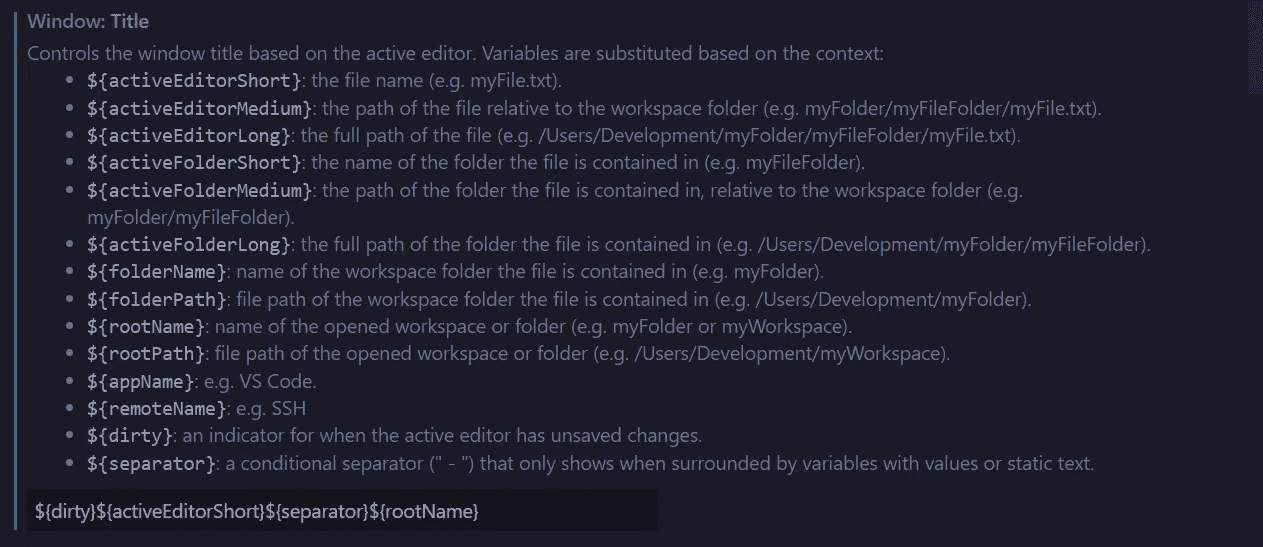 Window: Title
Controls the window title based on the active editor. Variables are substituted based on the context:
• ${activeEditorShort}: the file name (e.g. myFile.txt).
• ${activeEditorMedium}: the path of the file relative to the workspace folder (e.g. myFolder/myFileFolder/myFile.txt).
• ${activeEditorLong}: the full path of the file (e.g. /Users/Development/myFolder/myFileFolder/myFile.txt).
• ${activeFolderShort}: the name of the folder the file is contained in (e.g. myFileFolder).
• ${activeFolderMedium}: the path of the folder the file is contained in, relative to the workspace folder (e.g.
myFolder/myFileFolder).
• ${activeFolderLong}: the full path of the folder the file is contained in (e.g. /Users/Development/myFolder/myFileFolder).
• ${folderName}: name of the workspace folder the file is contained in (e.g. myFolder).
• ${folderPath}: file path of the workspace folder the file is contained in (e.g. /Users/Development/myFolder).
• ${rootName}: name of the opened workspace or folder (e.g. myFolder or myWorkspace).
• ${rootPath}: file path of the opened workspace or folder (e.g. /Users/Development/myWorkspace).
• ${appName}: e.g. VS Code.
• ${remoteName}: e.g. SSH
• ${dirty}: an indicator for when the active editor has unsaved changes.
• ${separator}: a conditional separator (" - ") that only shows when surrounded by variables with values or static text.
${dirty}${activeEditorShort}${separator}${rootName}